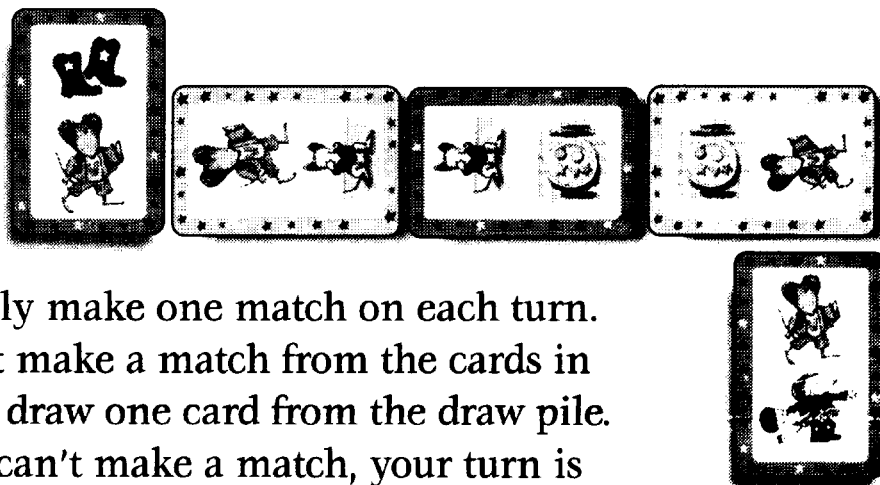 ly make one match on each turn.
t make a match from the cards in
draw one card from the draw pile.
can't make a match, your turn is